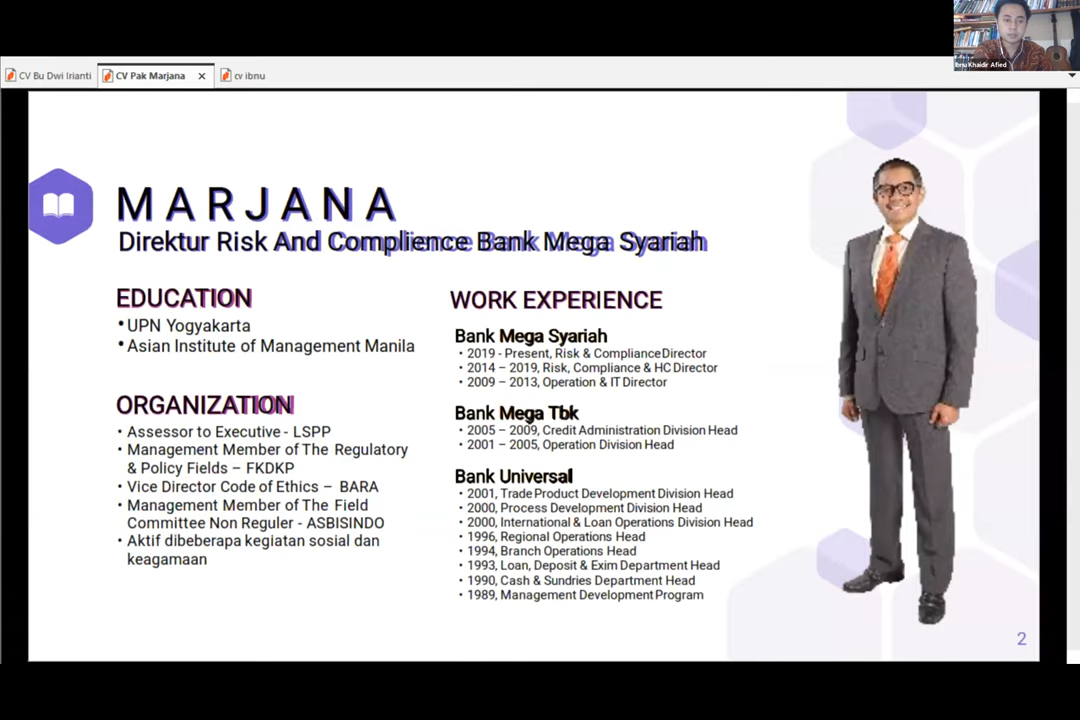 Ibnu Khaidir Afied
CV Bu Dwi Irianti
CV Pak Marjana
cv ibnu
MARJANA
Direktur Risk And Complience Bank Mega Syariah
EDUCATION
• UPN Yogyakarta
• Asian Institute of Management Manila
ORGANIZATION
• Assessor to Executive - LSPP
• Management Member of The Regulatory
& Policy Fields – FKDKP
• Vice Director Code of Ethics – BARA
• Management Member of The Field
Committee Non Reguler - ASBISINDO
• Aktif dibeberapa kegiatan sosial dan
keagamaan
WORK EXPERIENCE
Bank Mega Syariah
• 2019 - Present, Risk & Compliance Director
• 2014 – 2019, Risk, Compliance & HC Director
• 2009 – 2013, Operation & IT Director
Bank Mega Tbk
• 2005 – 2009, Credit Administration Division Head
• 2001 – 2005, Operation Division Head
Bank Universal
• 2001, Trade Product Development Division Head
• 2000, Process Development Division Head
• 2000, International & Loan Operations Division Head
• 1996, Regional Operations Head
• 1994, Branch Operations Head
• 1993, Loan, Deposit & Exim Department Head
• 1990, Cash & Sundries Department Head
• 1989, Management Development Program
2